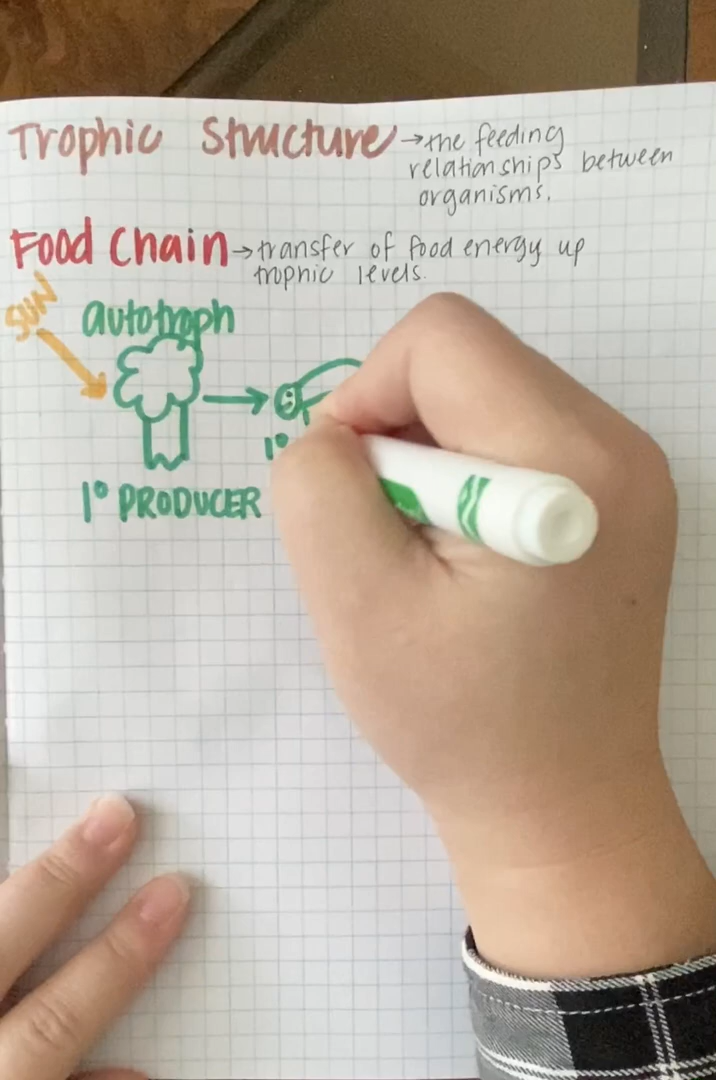 Trophic Structure →the feeding
relationships between
organisms.
Food Chain→transfer of food energy up
trophic levels.
SUN
autotroph
1°
1° PRODUCER